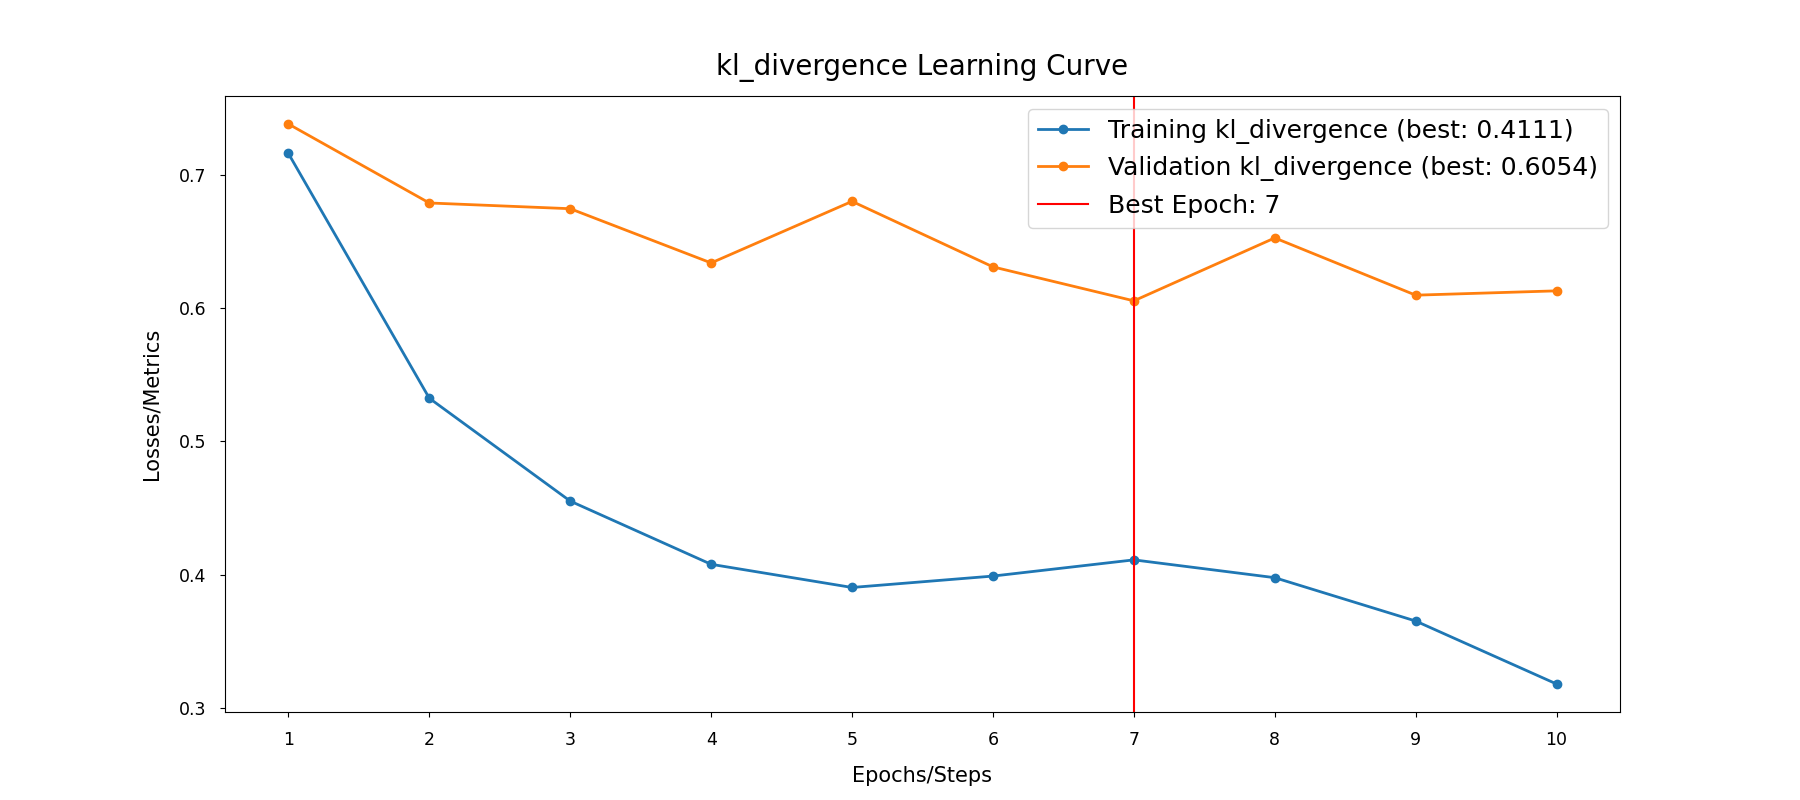 kl_divergence Learning Curve
Training kl_divergence (best: 0.4111)
Validation kl_divergence (best: 0.6054)
Best Epoch: 7
Losses/Metrics
0.7
0.6
0.5
0.4
0.3
1 2 3 4 5 6 7 8 9 10
Epochs/Steps